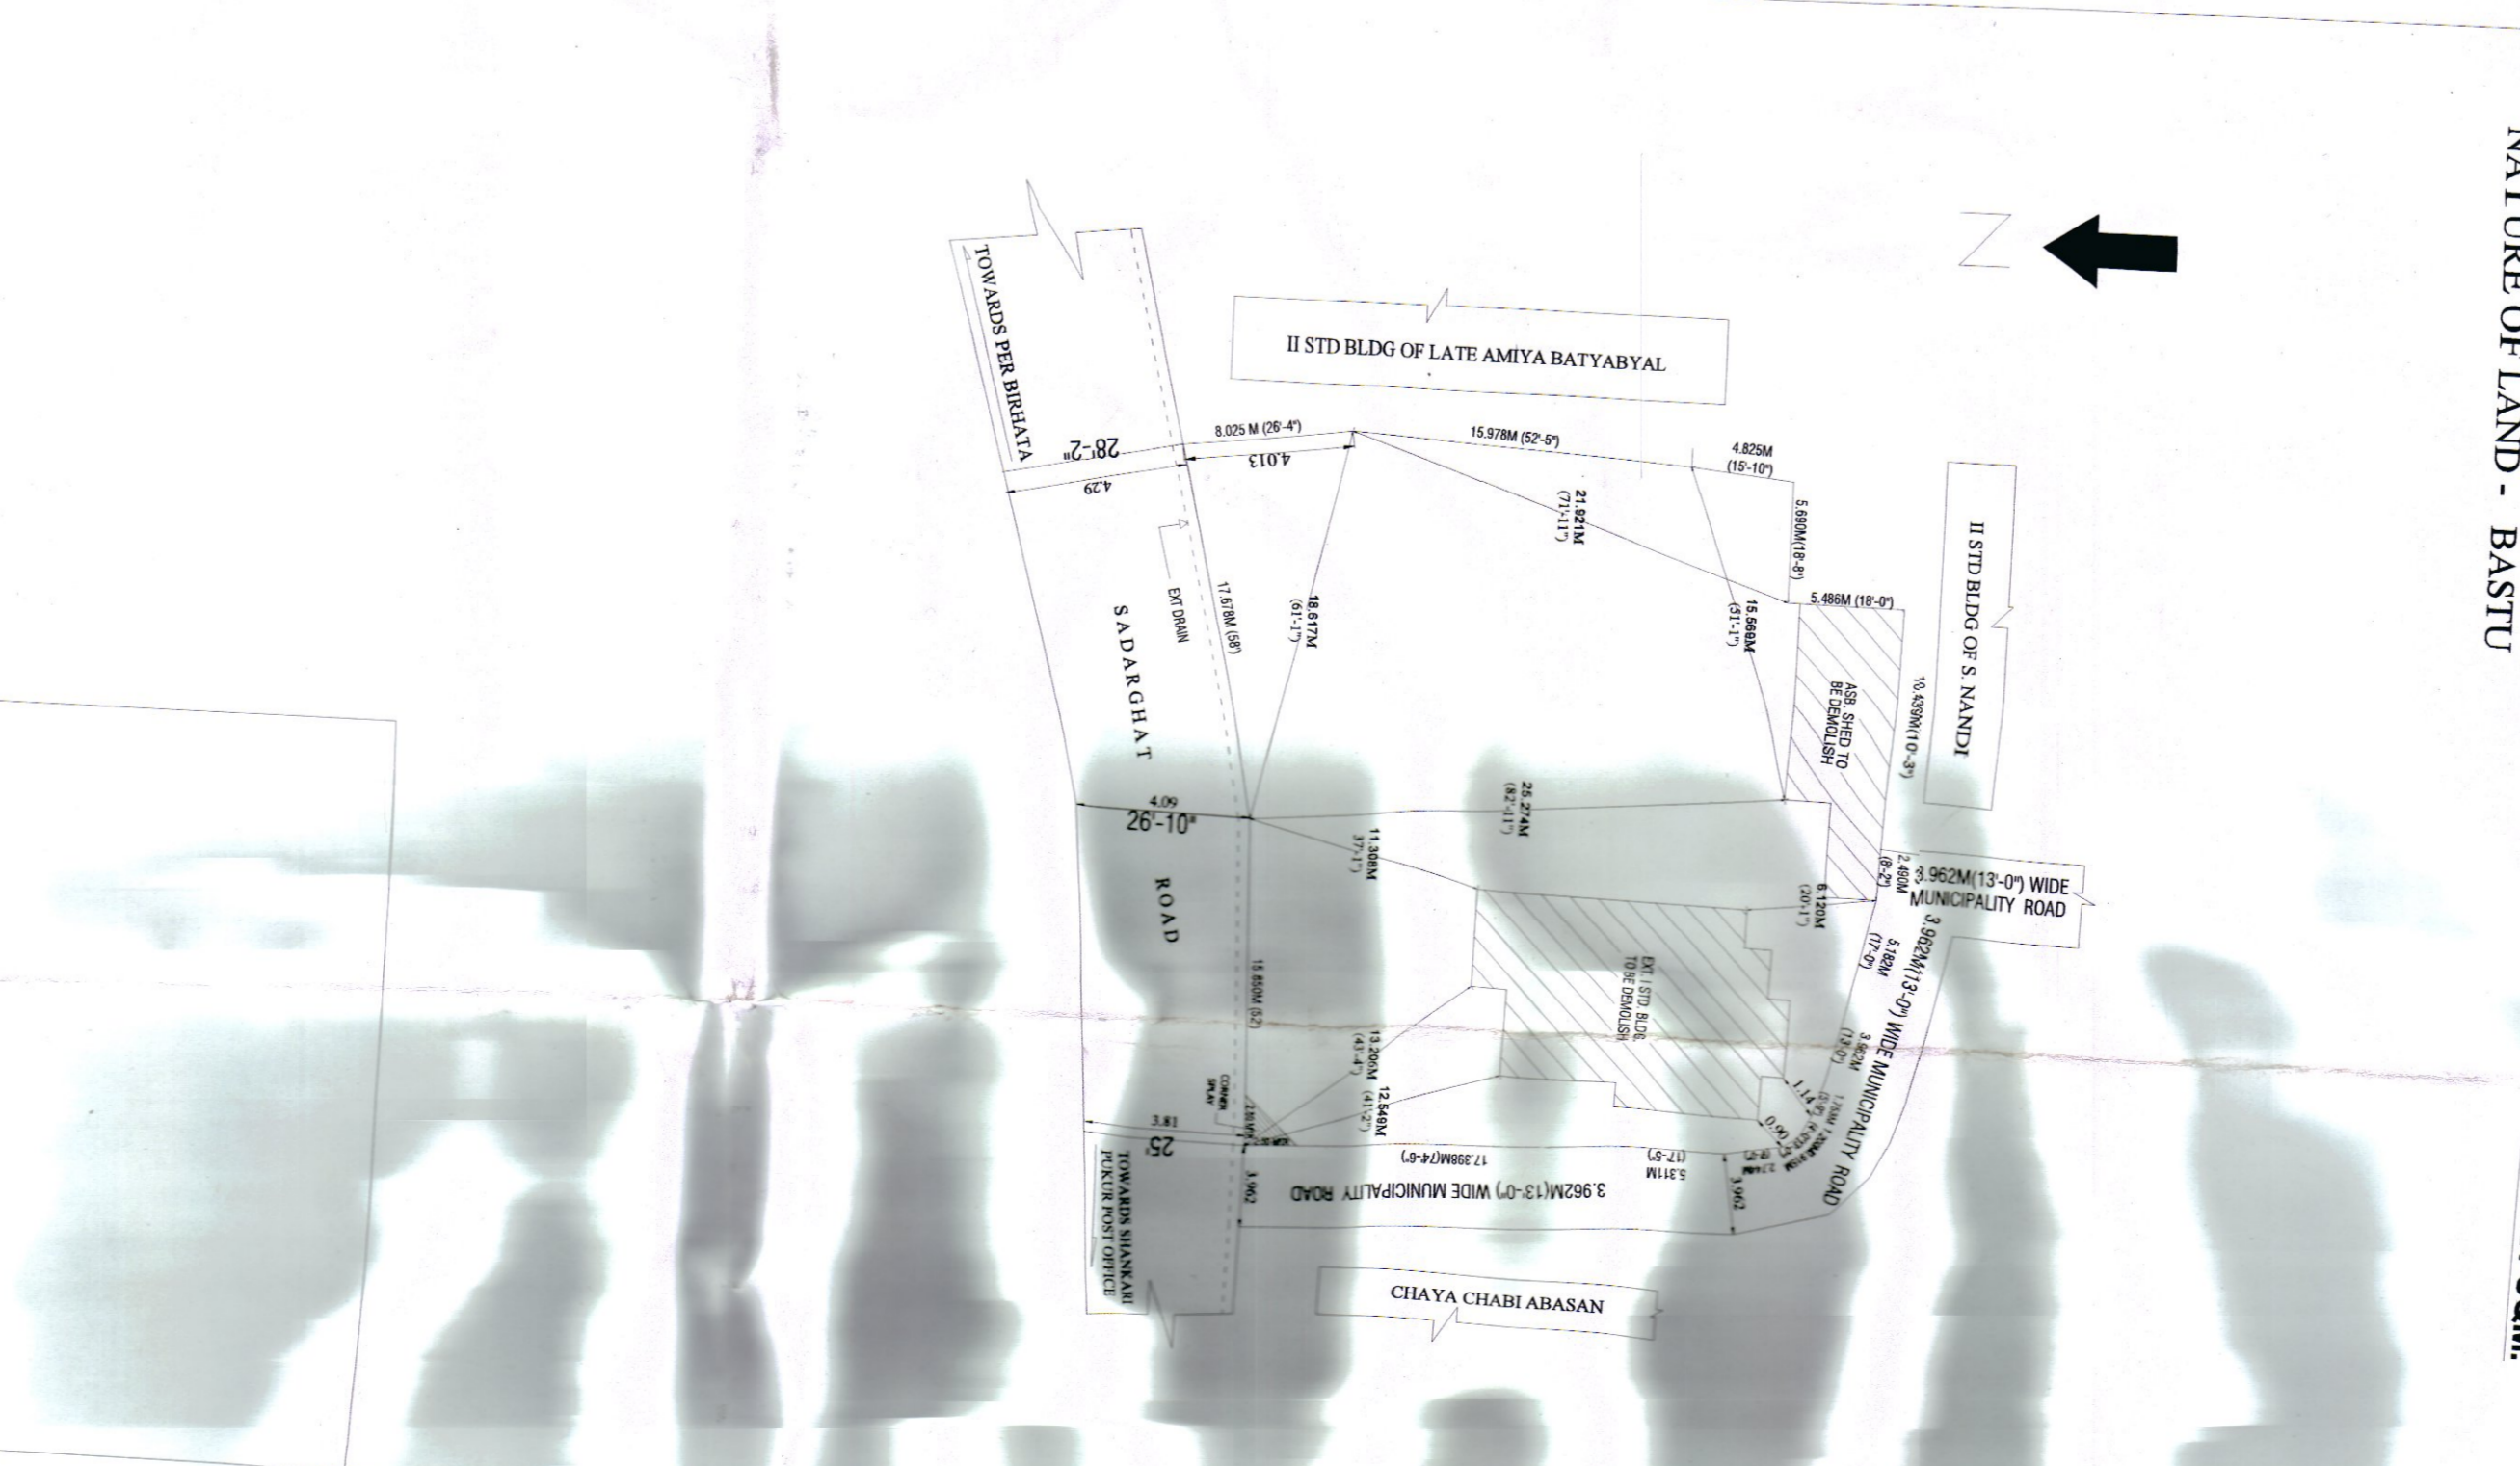 NATURE OF LAND - BASTU
N
TOWARDS PER BIRHATA
II STD BLDG OF LATE AMIYA BATYABYAL
28'-2"
4.29
8.025 M (26'-4")
4.013
15.978M (52'-5")
4.825M
(15'-10")
21.921M
(71'-11")
5.690M(18'-8")
5.486M (18'-0")
II STD BLDG OF S. NANDI
EXT DRAIN
17.678M (58')
18.617M
(61'-1")
15.569M
(51'-1")
ASB. SHED TO
BE DEMOLISH
10.439M(10'-3")
SADARGHAT ROAD
4.09
26'-10"
25.274M
(82'-11")
11.308M
37'-1")
6.120M
(20'-1")
2.490M
(8'-2")
3.962M(13'-0") WIDE
MUNICIPALITY ROAD
3.962M(13'-0") WIDE MUNICIPALITY ROAD
5.182M
(17'-0")
3.962M
(13'-0")
EXT. I STD. BLDG.
TO BE DEMOLISH
15.850M (52')
13.206M
(43'-4")
12.549M
(41'-2")
CORNER
SPLAY
1.14
0.90
3.81
25'
17.398M(74'-6")
5.311M
(17'-5")
3.962
3.962M(13'-0") WIDE MUNICIPALITY ROAD
3.962
TOWARDS SHANKARI
PUKUR POST OFFICE
CHAYA CHABI ABASAN